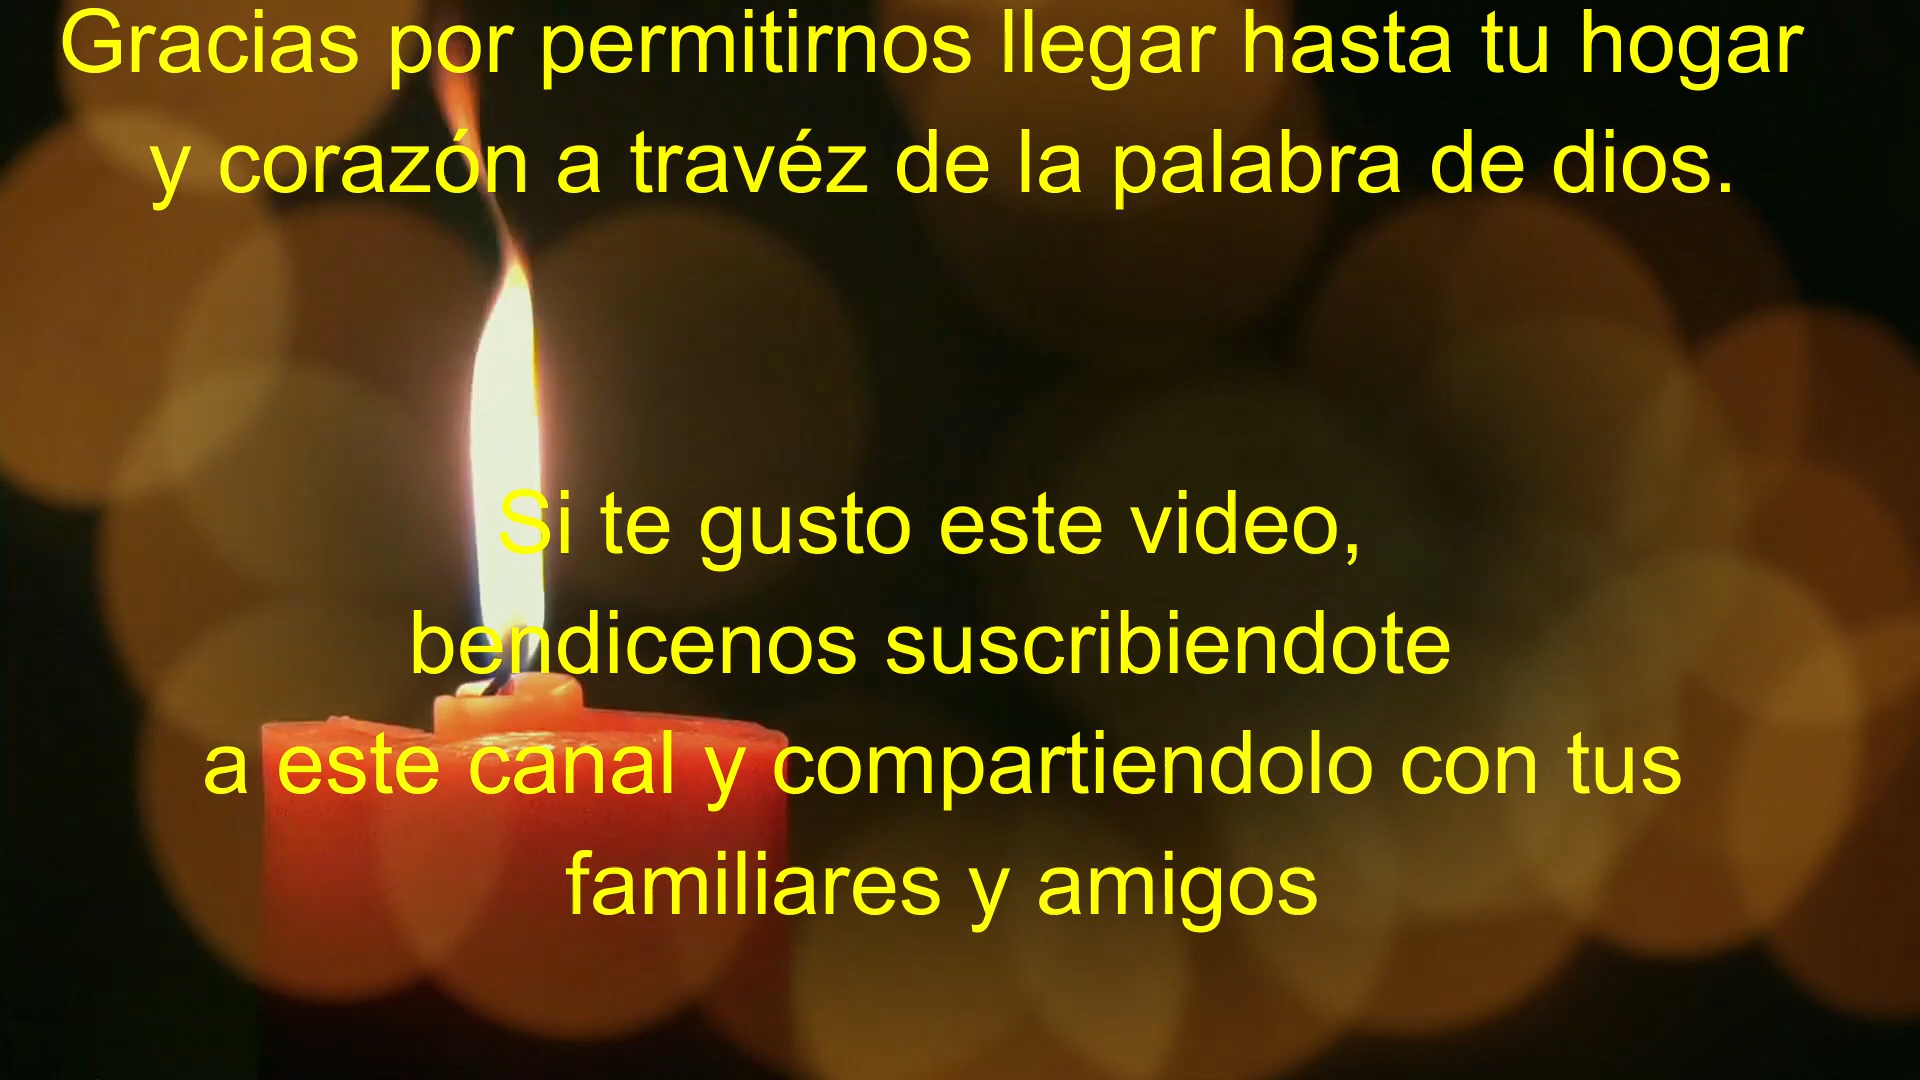 Gracias por permitirnos llegar hasta tu hogar
y corazón a travéz de la palabra de dios.
Si te gusto este video,
bendicenos suscribiendote
a este canal y compartiendolo con tus
familiares y amigos